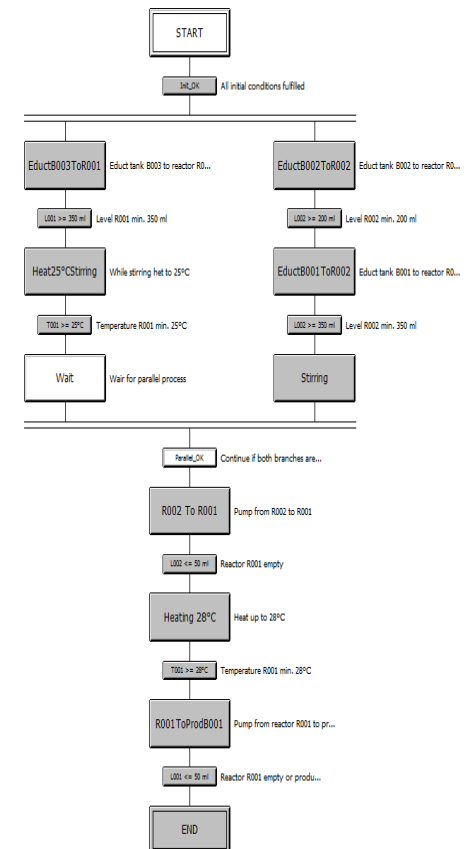 START
Init_OK All initial conditions fulfilled
EductB003ToR001 Educt tank B003 to reactor R0...
EductB002ToR002 Educt tank B002 to reactor R0...
L001 >= 350 ml Level R001 min. 350 ml
L002 >= 200 ml Level R002 min. 200 ml
Heat25°CStirring While stirring het to 25°C
EductB001ToR002 Educt tank B001 to reactor R0...
T001 >= 25°C Temperature R001 min. 25°C
L002 >= 350 ml Level R002 min. 350 ml
Wait Wair for parallel process
Stirring
Parallel_OK Continue if both branches are...
R002 To R001 Pump from R002 to R001
L002 <= 50 ml Reactor R001 empty
Heating 28°C Heat up to 28°C
T001 >= 28°C Temperature R001 min. 28°C
R001ToProdB001 Pump from reactor R001 to pr...
L001 <= 50 ml Reactor R001 empty or produ...
END